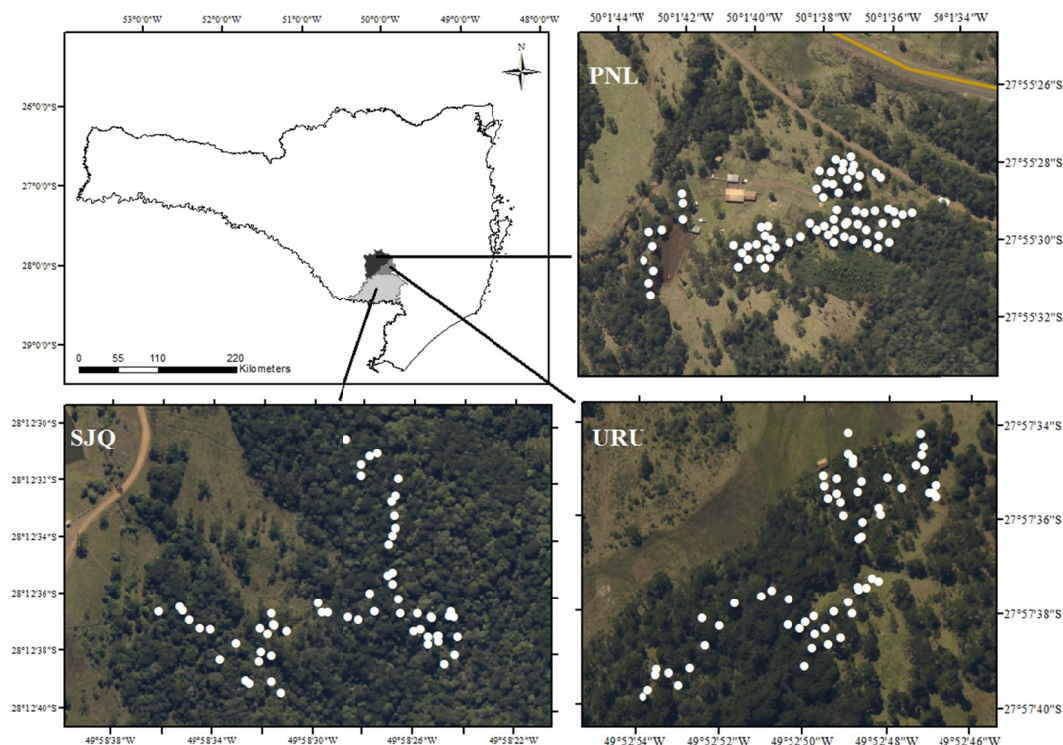 53°0'0"W 52°0'0"W 51°0'0"W 50°0'0"W 49°0'0"W 48°0'0"W
26°0'0"S
27°0'0"S
28°0'0"S
29°0'0"S
N
0 55 110 220
Kilometers
50°1'44"W 50°1'42"W 50°1'40"W 50°1'38"W 50°1'36"W 50°1'34"W
PNL
27°55'26"S
27°55'28"S
27°55'30"S
27°55'32"S
28°12'30"S
28°12'31"S
28°12'34"S
28°12'36"S
28°12'38"S
28°12'40"S
SJQ
49°58'38"W 49°58'34"W 49°58'30"W 49°58'26"W 49°58'22"W
URU
27°57'34"S
27°57'36"S
27°57'38"S
27°57'40"S
49°52'54"W 49°52'52"W 49°52'50"W 49°52'48"W 49°52'46"W